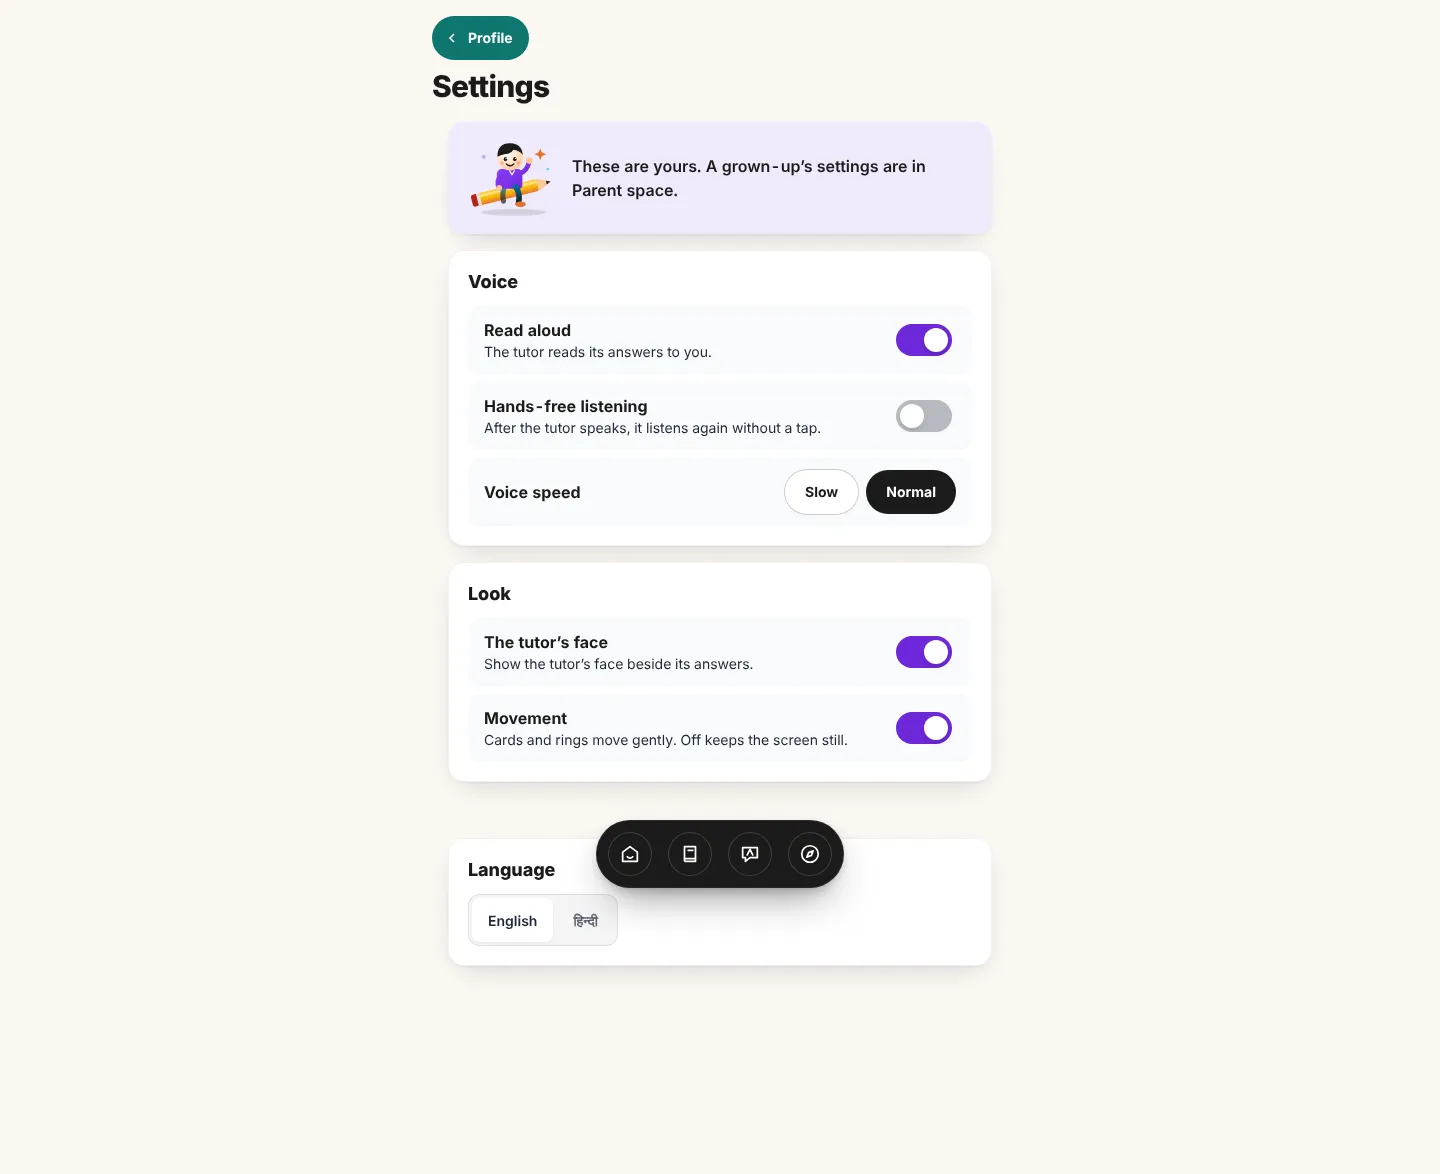 Profile
Settings
These are yours. A grown-up’s settings are in
Parent space.
Voice
Read aloud
The tutor reads its answers to you.
Hands-free listening
After the tutor speaks, it listens again without a tap.
Voice speed
Slow
Normal
Look
The tutor’s face
Show the tutor’s face beside its answers.
Movement
Cards and rings move gently. Off keeps the screen still.
Language
English
हिन्दी